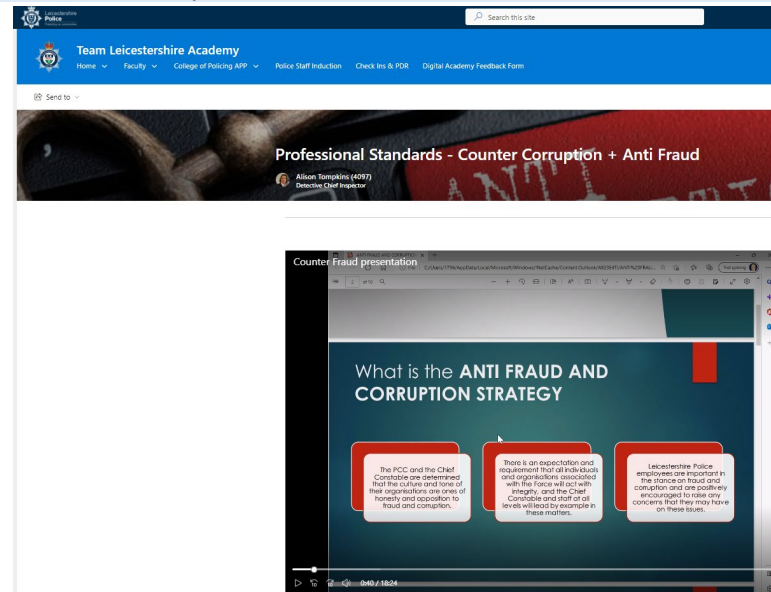 Leicestershire
Police
Search this site
Team Leicestershire Academy
Home Faculty College of Policing APP Police Staff Induction Check Ins & PDR Digital Academy Feedback Form
Send to
Professional Standards - Counter Corruption + Anti Fraud
Alison Tompkins (4097)
Detective Chief Inspector
ANTI
Counter Fraud presentation
What is the ANTI FRAUD AND
CORRUPTION STRATEGY
The PCC and the Chief
Constable are determined
that the culture and tone of
their organisations are ones of
honesty and opposition to
fraud and corruption.
There is an expectation and
requirement that all individuals
and organisations associated
with the Force will act with
integrity, and the Chief
Constable and staff at all
levels will lead by example in
these matters.
Leicestershire Police
employees are important in
the stance on fraud and
corruption and are positively
encouraged to raise any
concerns that they may have
on these issues.
0:40 / 18:24